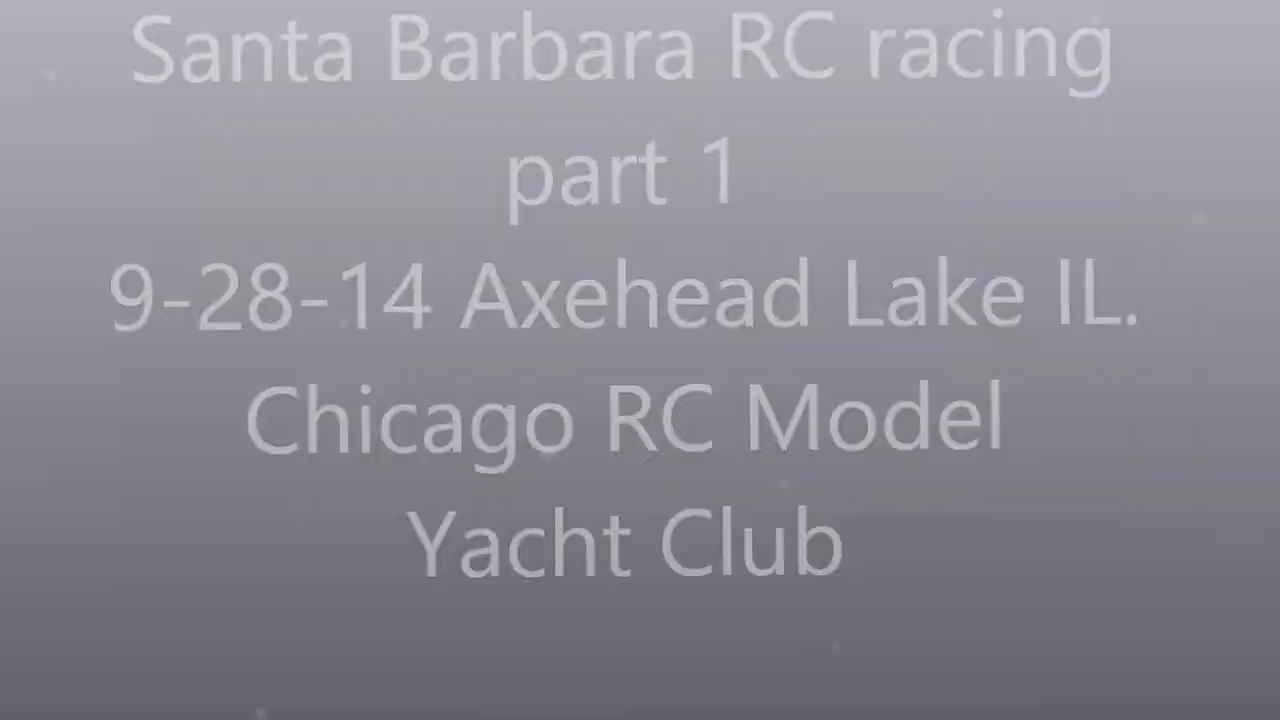 Santa Barbara RC racing
part 1
9-28-14 Axehead Lake IL.
Chicago RC Model
Yacht Club